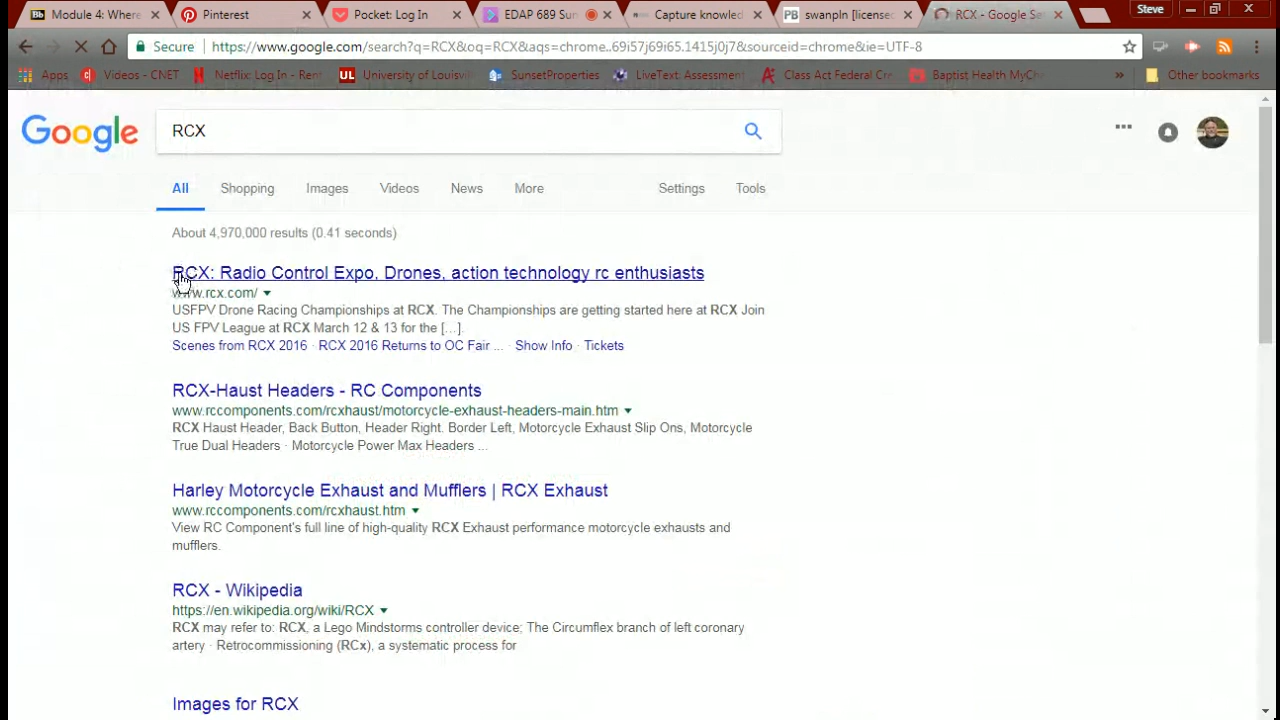 Module 4: Where
Pinterest
Pocket: Log In
EDAP 689 Sun
Capture knowled
swanpln [license
RCX - Google Se
Steve
Secure
https://www.google.com/search?q=RCX&oq=RCX&aqs=chrome..69i57j69i65.1415j0j7&sourceid=chrome&ie=UTF-8
Apps
Videos - CNET
Netflix: Log In - Ren
University of Louisvi
SunsetProperties
LiveText: Assessment
Class Act Federal Cr
Baptist Health MyCh
»
Other bookmarks
Google
RCX
All
Shopping
Images
Videos
News
More
Settings
Tools
About 4,970,000 results (0.41 seconds)
RCX: Radio Control Expo, Drones, action technology rc enthusiasts
www.rcx.com/
USFPV Drone Racing Championships at RCX. The Championships are getting started here at RCX Join
US FPV League at RCX March 12 & 13 for the [...].
Scenes from RCX 2016 · RCX 2016 Returns to OC Fair ... · Show Info · Tickets
RCX-Haust Headers - RC Components
www.rccomponents.com/rcxhaust/motorcycle-exhaust-headers-main.htm
RCX Haust Header, Back Button, Header Right. Border Left, Motorcycle Exhaust Slip Ons, Motorcycle
True Dual Headers · Motorcycle Power Max Headers ...
Harley Motorcycle Exhaust and Mufflers | RCX Exhaust
www.rccomponents.com/rcxhaust.htm
View RC Component's full line of high-quality RCX Exhaust performance motorcycle exhausts and
mufflers.
RCX - Wikipedia
https://en.wikipedia.org/wiki/RCX
RCX may refer to: RCX, a Lego Mindstorms controller device; The Circumflex branch of left coronary
artery · Retrocommissioning (RCx), a systematic process for
Images for RCX